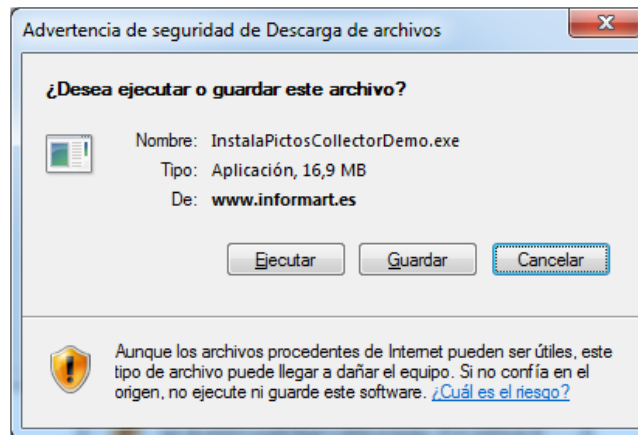 Advertencia de seguridad de Descarga de archivos
¿Desea ejecutar o guardar este archivo?
Nombre: InstalaPictosCollectorDemo.exe
Tipo: Aplicación, 16,9 MB
De: www.informart.es
Ejecutar Guardar Cancelar
Aunque los archivos procedentes de Internet pueden ser útiles, este
tipo de archivo puede llegar a dañar el equipo. Si no confía en el
origen, no ejecute ni guarde este software. ¿Cuál es el riesgo?